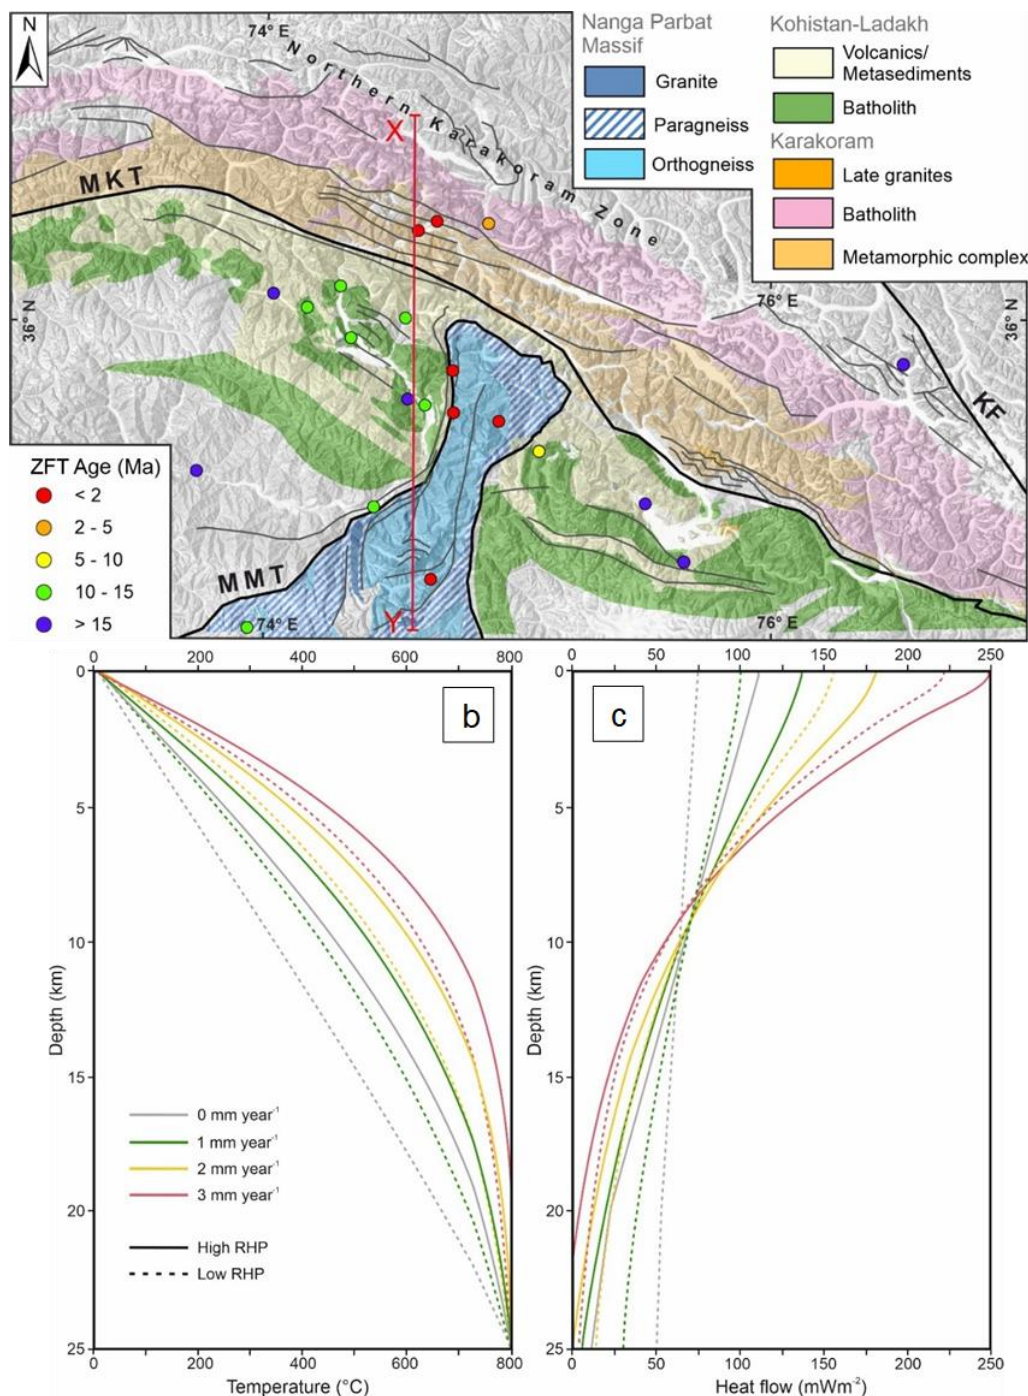 N
74° E
Northern Karakoram Zone
X
MKT
36° N
76° E
36° N
KF
MMT
Y
74° E
76° E
Nanga Parbat
Massif
Granite
Paragneiss
Orthogneiss
Kohistan-Ladakh
Volcanics/
Metasediments
Batholith
Karakoram
Late granites
Batholith
Metamorphic complex
ZFT Age (Ma)
< 2
2 - 5
5 - 10
10 - 15
> 15
0 200 400 600 800
b
0
5
10
15
20
25
Depth (km)
0 mm year-1
1 mm year-1
2 mm year-1
3 mm year-1
High RHP
Low RHP
0 200 400 600 800
Temperature (°C)
0 50 100 150 200 250
c
0
5
10
15
20
25
Depth (km)
0 50 100 150 200 250
Heat flow (mWm-2)